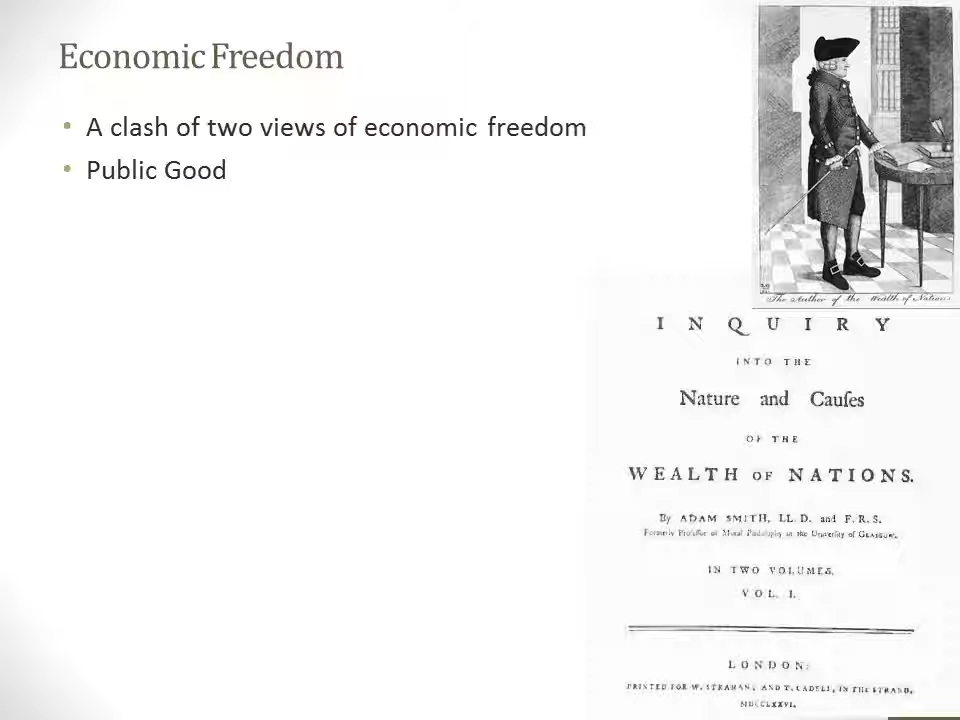 Economic Freedom
• A clash of two views of economic freedom
• Public Good
The Author of the Wealth of Nations
I N Q U I R Y
INTO THE
Nature and Cauſes
OF THE
WEALTH OF NATIONS.
By ADAM SMITH, LL. D. and F. R. S.
Formerly Profeſſor of Moral Philoſophy in the Univerſity of GLASGOW.
IN TWO VOLUMES.
VOL. I.
LONDON:
PRINTED FOR W. STRAHAN; AND T. CADELL, IN THE STRAND.
MDCCLXXVI.